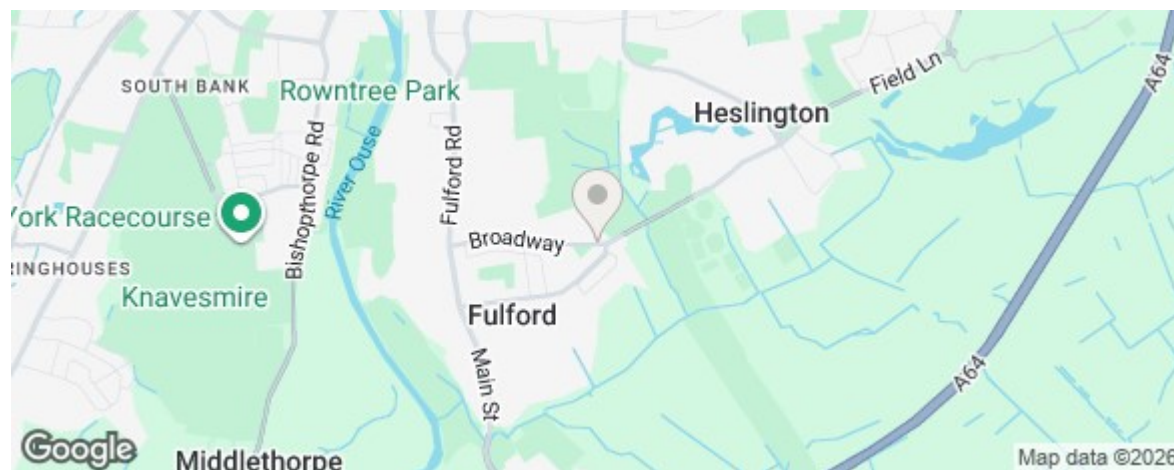 SOUTH BANK
Rowntree Park
Bishopthorpe Rd
River Ouse
Fulford Rd
Heslington
Field Ln
A64
York Racecourse
Broadway
RINGHOUSES
Knavesmire
Fulford
Main St
A64
Middlethorpe
Google
Map data ©2026